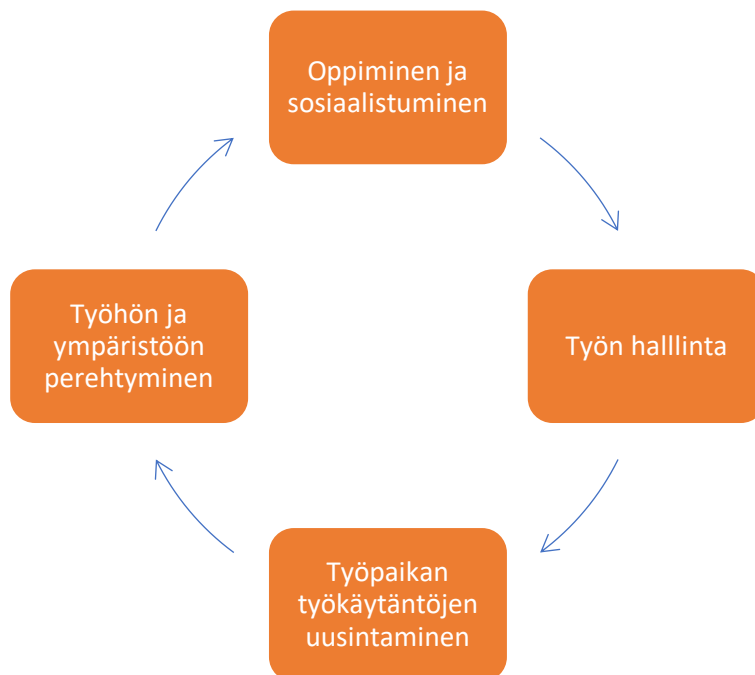 Oppiminen ja
sosiaalistuminen
Työn halllinta
Työpaikan
työkäytäntöjen
uusintaminen
Työhön ja
ympäristöön
perehtyminen